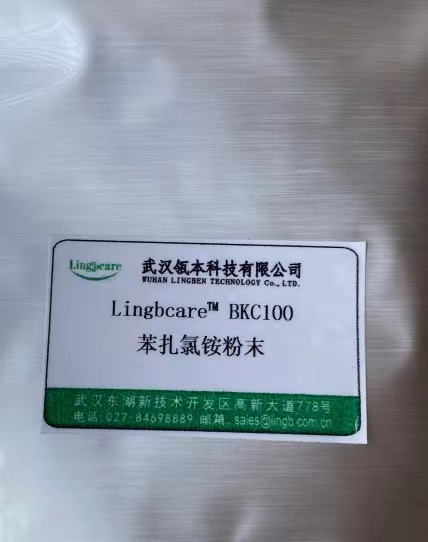 Lingbcare
武汉瓴本科技有限公司
WUHAN LINGBEN TECHNOLOGY Co., LTD.
Lingbcare™ BKC100
苯扎氯铵粉末
武汉东湖新技术开发区高新大道778号
电话.027-84698889.邮箱.sales@lingb.com.cn